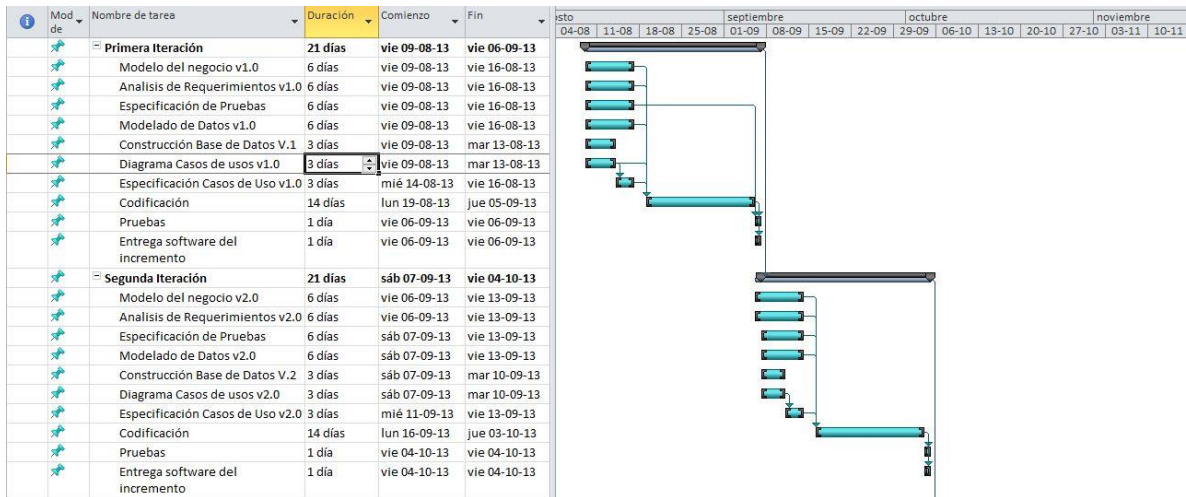 Mod de Nombre de tarea Duración Comienzo Fin
osto septiembre octubre noviembre
04-08 11-08 18-08 25-08 01-09 08-09 15-09 22-09 29-09 06-10 13-10 20-10 27-10 03-11 10-11
Primera Iteración 21 días vie 09-08-13 vie 06-09-13
Modelo del negocio v1.0 6 días vie 09-08-13 vie 16-08-13
Analisis de Requerimientos v1.0 6 días vie 09-08-13 vie 16-08-13
Especificación de Pruebas 6 días vie 09-08-13 vie 16-08-13
Modelado de Datos v1.0 6 días vie 09-08-13 vie 16-08-13
Construcción Base de Datos V.1 3 días vie 09-08-13 mar 13-08-13
Diagrama Casos de usos v1.0 3 días vie 09-08-13 mar 13-08-13
Especificación Casos de Uso v1.0 3 días mié 14-08-13 vie 16-08-13
Codificación 14 días lun 19-08-13 jue 05-09-13
Pruebas 1 día vie 06-09-13 vie 06-09-13
Entrega software del 1 día vie 06-09-13 vie 06-09-13
incremento
Segunda Iteración 21 días sáb 07-09-13 vie 04-10-13
Modelo del negocio v2.0 6 días vie 06-09-13 vie 13-09-13
Analisis de Requerimientos v2.0 6 días vie 06-09-13 vie 13-09-13
Especificación de Pruebas 6 días sáb 07-09-13 vie 13-09-13
Modelado de Datos v2.0 6 días sáb 07-09-13 vie 13-09-13
Construcción Base de Datos V.2 3 días sáb 07-09-13 mar 10-09-13
Diagrama Casos de usos v2.0 3 días sáb 07-09-13 mar 10-09-13
Especificación Casos de Uso v2.0 3 días mié 11-09-13 vie 13-09-13
Codificación 14 días lun 16-09-13 jue 03-10-13
Pruebas 1 día vie 04-10-13 vie 04-10-13
Entrega software del 1 día vie 04-10-13 vie 04-10-13
incremento